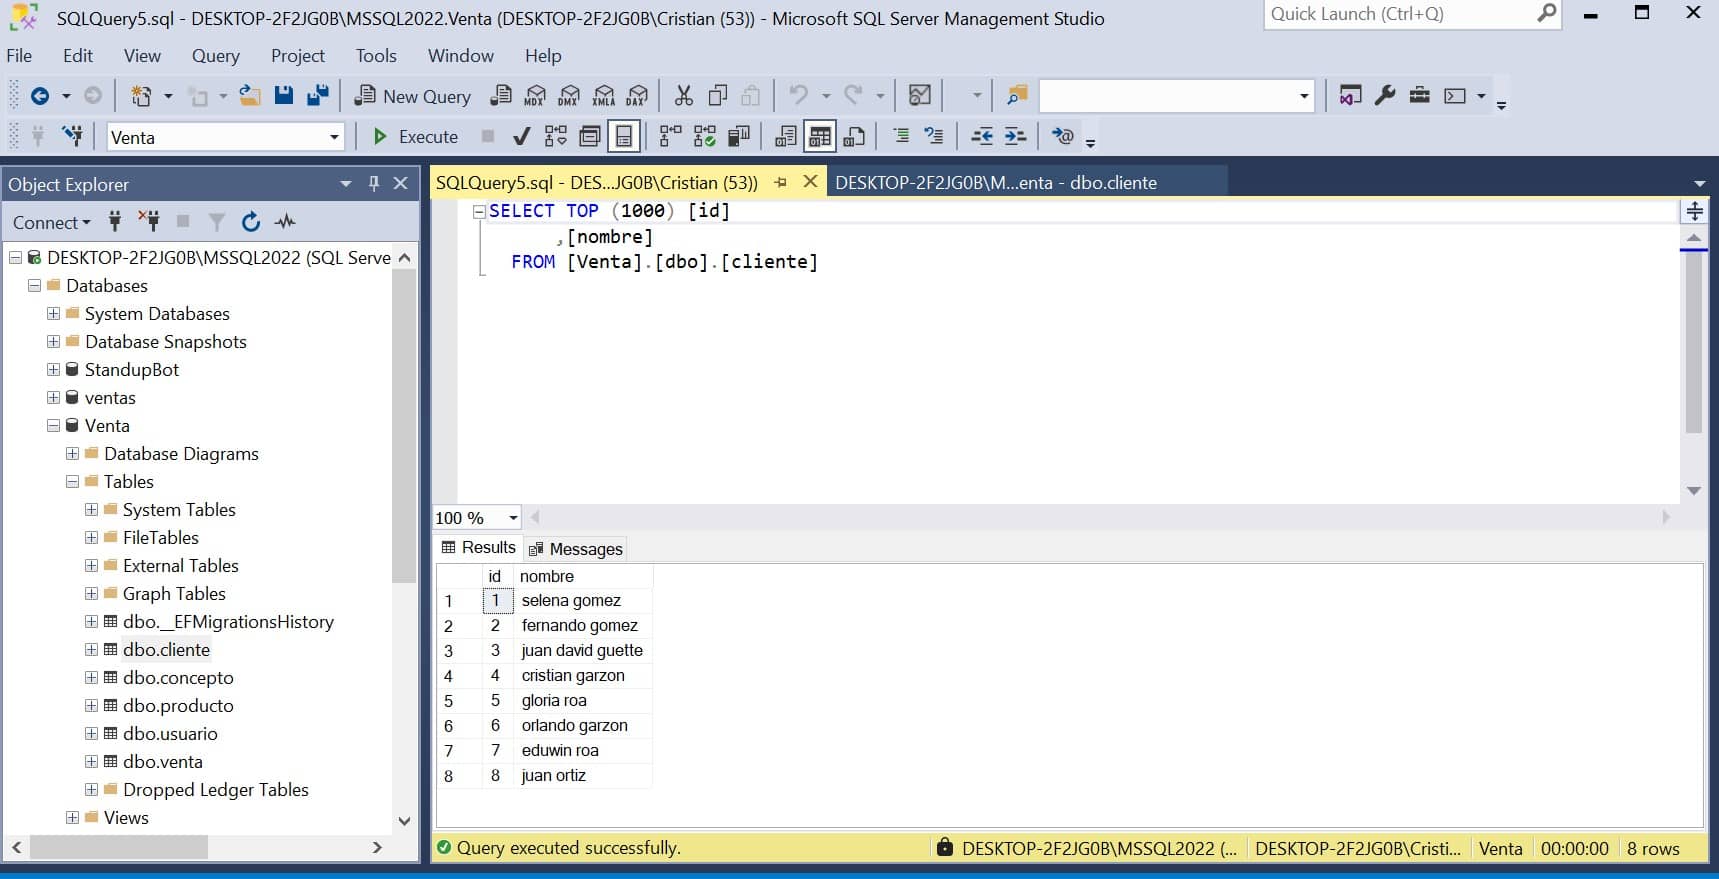 SQLQuery5.sql - DESKTOP-2F2JG0B\MSSQL2022.Venta (DESKTOP-2F2JG0B\Cristian (53)) - Microsoft SQL Server Management Studio
Quick Launch (Ctrl+Q)
File Edit View Query Project Tools Window Help
New Query MDX DMX XMLA DAX
Venta Execute
Object Explorer
Connect
DESKTOP-2F2JG0B\MSSQL2022 (SQL Serve
Databases
System Databases
Database Snapshots
StandupBot
ventas
Venta
Database Diagrams
Tables
System Tables
FileTables
External Tables
Graph Tables
dbo.__EFMigrationsHistory
dbo.cliente
dbo.concepto
dbo.producto
dbo.usuario
dbo.venta
Dropped Ledger Tables
Views
SQLQuery5.sql - DES...JG0B\Cristian (53)) DESKTOP-2F2JG0B\M...enta - dbo.cliente
SELECT TOP (1000) [id]
,[nombre]
FROM [Venta].[dbo].[cliente]
100 %
Results Messages
id nombre
1 1 selena gomez
2 2 fernando gomez
3 3 juan david guette
4 4 cristian garzon
5 5 gloria roa
6 6 orlando garzon
7 7 eduwin roa
8 8 juan ortiz
Query executed successfully. DESKTOP-2F2JG0B\MSSQL2022 (... DESKTOP-2F2JG0B\Cristi... Venta 00:00:00 8 rows